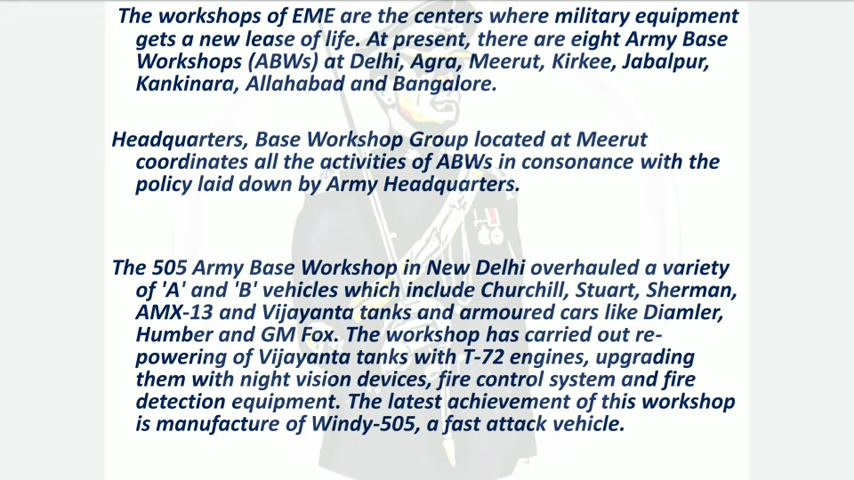 The workshops of EME are the centers where military equipment
gets a new lease of life. At present, there are eight Army Base
Workshops (ABWs) at Delhi, Agra, Meerut, Kirkee, Jabalpur,
Kankinara, Allahabad and Bangalore.
Headquarters, Base Workshop Group located at Meerut
coordinates all the activities of ABWs in consonance with the
policy laid down by Army Headquarters.
The 505 Army Base Workshop in New Delhi overhauled a variety
of 'A' and 'B' vehicles which include Churchill, Stuart, Sherman,
AMX-13 and Vijayanta tanks and armoured cars like Diamler,
Humber and GM Fox. The workshop has carried out re-
powering of Vijayanta tanks with T-72 engines, upgrading
them with night vision devices, fire control system and fire
detection equipment. The latest achievement of this workshop
is manufacture of Windy-505, a fast attack vehicle.